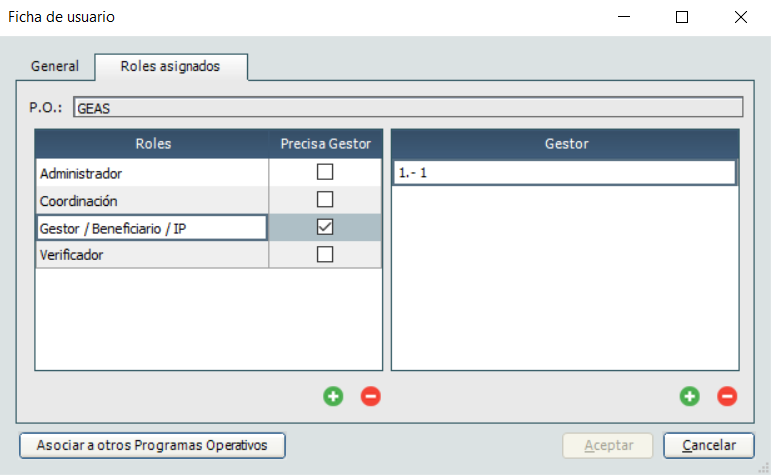 Ficha de usuario
General
Roles asignados
P.O.: GEAS
Roles
Precisa Gestor
Gestor
Administrador
1.- 1
Coordinación
Gestor / Beneficiario / IP
Verificador
Asociar a otros Programas Operativos
Aceptar
Cancelar